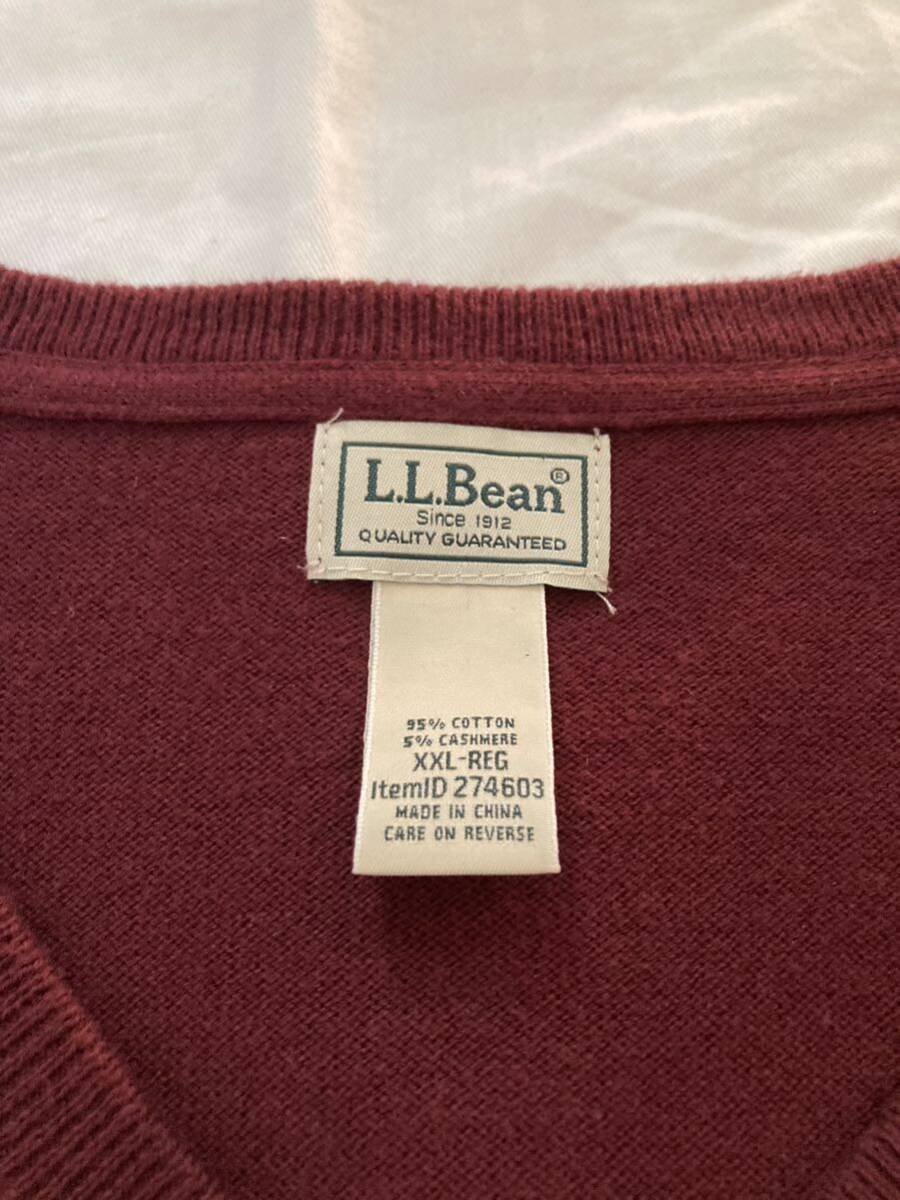 L.L.Bean®
Since 1912
QUALITY GUARANTEED
95% COTTON
5% CASHMERE
XXL-REG
ItemID 274603
MADE IN CHINA
CARE ON REVERSE